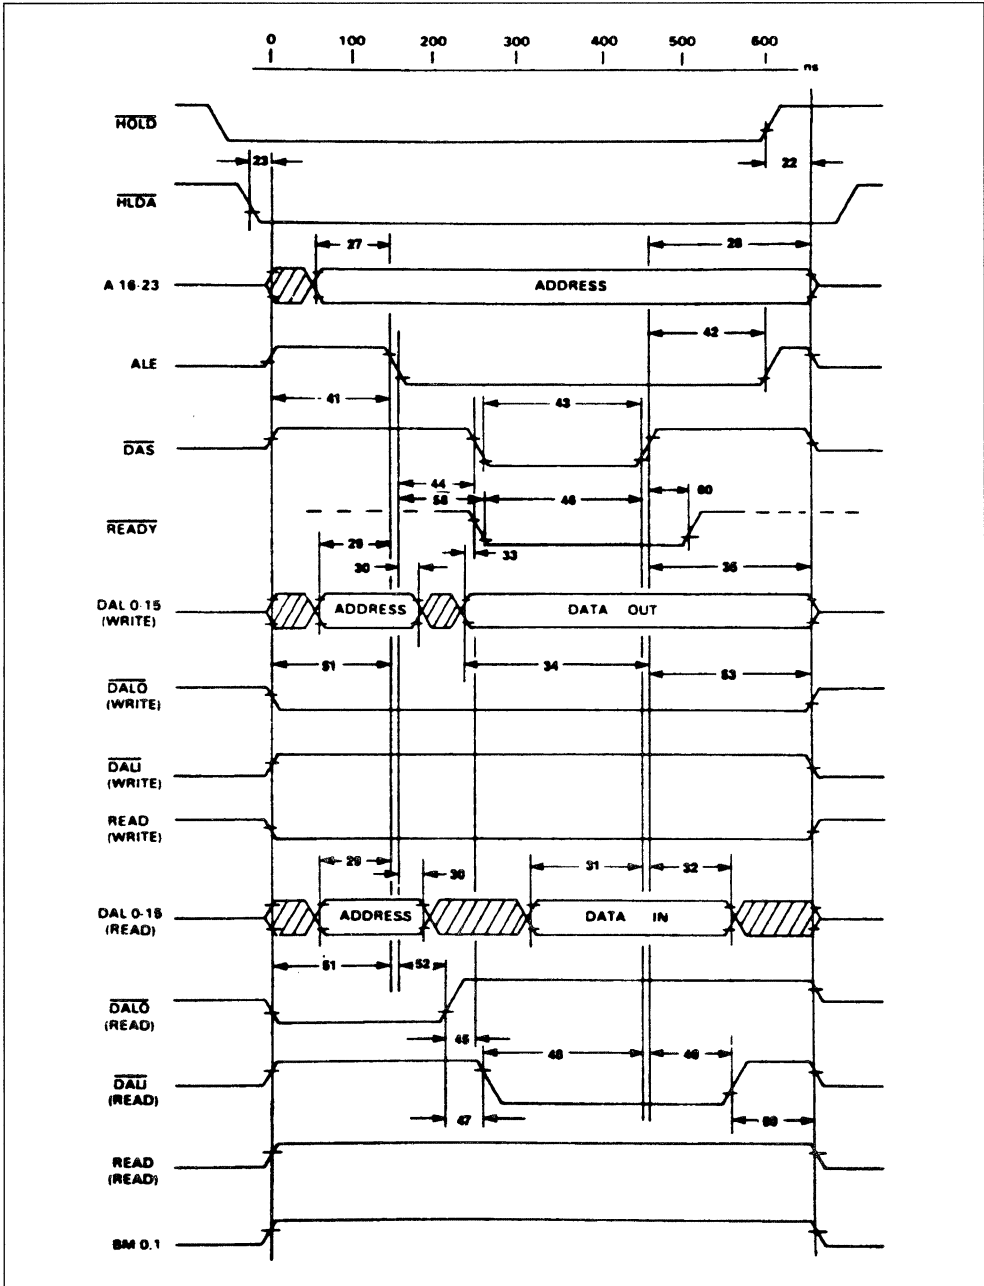 0 100 200 300 400 500 600
ns
HOLD
23 22
HLDA
27 28
A 16-23 ADDRESS
42
ALE
41 43
DAS
44 60
58 46
READY
29 33
30 36
DAL 0-15 ADDRESS DATA OUT
(WRITE)
51 34 53
DALO
(WRITE)
DALI
(WRITE)
READ
(WRITE)
29 30 31 32
DAL 0-15 ADDRESS DATA IN
(READ)
51 52
DALO
(READ)
45
48 49
DALI
(READ)
47
READ
(READ)
BM 0.1